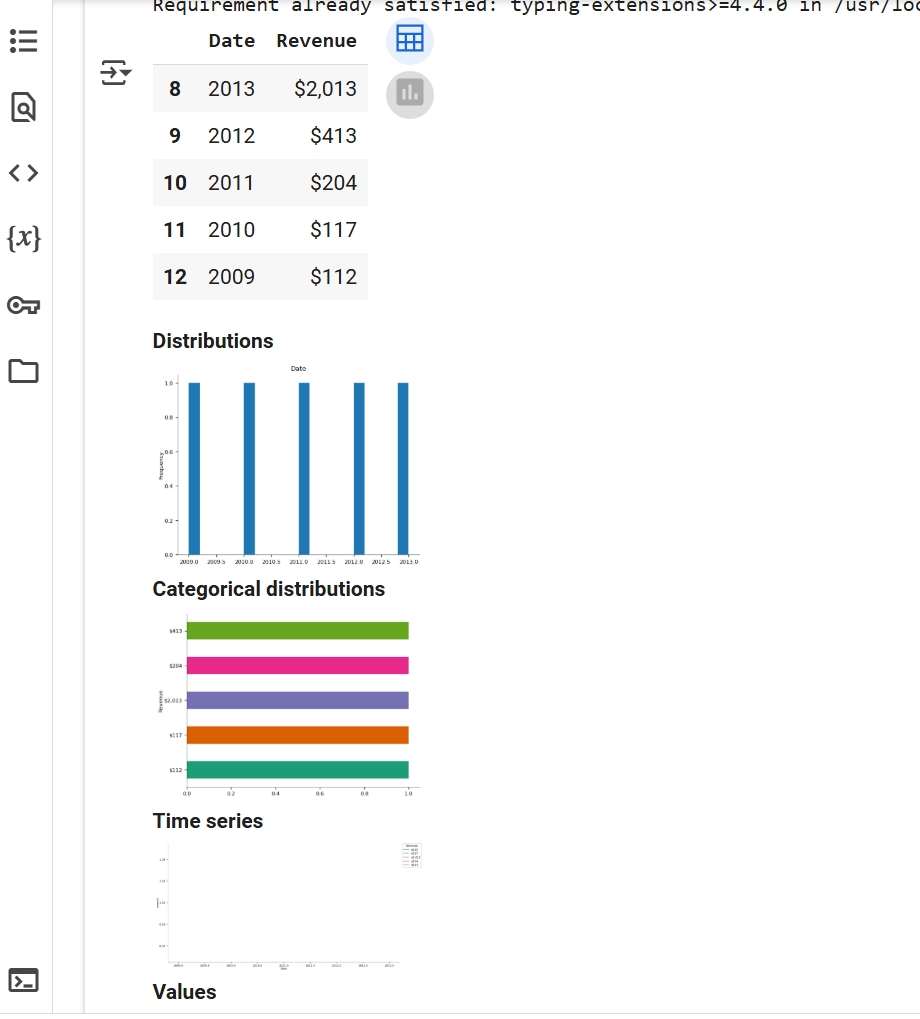 Requirement already satisfied: typing-extensions>=4.4.0 in /usr/loc
Date Revenue
8 2013 $2,013
9 2012 $413
10 2011 $204
11 2010 $117
12 2009 $112
{x}
Distributions
Date
1.0
0.8
0.6
0.4
0.2
0.0
Frequency
2009.0 2009.5 2010.0 2010.5 2011.0 2011.5 2012.0 2012.5 2013.0
Categorical distributions
$413
$204
$2,013
$117
$112
Revenue
0.0 0.2 0.4 0.6 0.8 1.0
Time series
Values